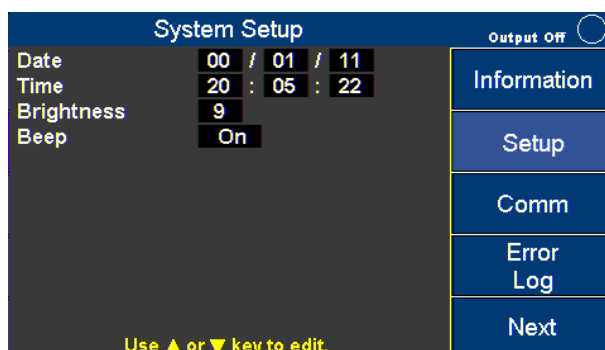 System Setup
Output Off
Date 00 / 01 / 11
Time 20 : 05 : 22
Brightness 9
Beep On
Use ▲ or ▼ key to edit.
Information
Setup
Comm
Error
Log
Next